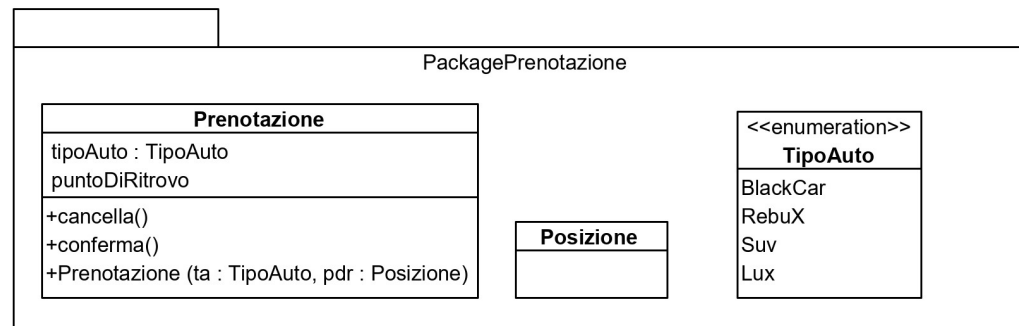 PackagePrenotazione
Prenotazione
tipoAuto : TipoAuto
puntoDiRitrovo
+cancella()
+conferma()
+Prenotazione (ta : TipoAuto, pdr : Posizione)
Posizione
<<enumeration>>
TipoAuto
BlackCar
RebuX
Suv
Lux